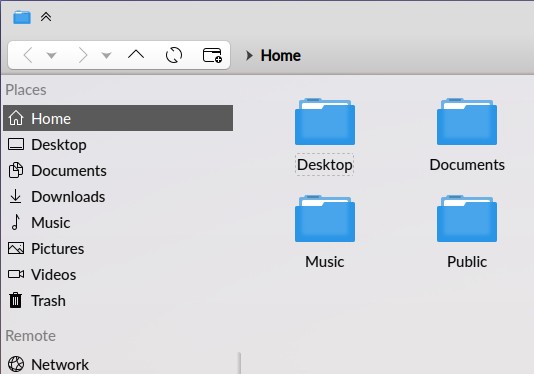 Home
Places
Home
Desktop
Documents
Downloads
Music
Pictures
Videos
Trash
Remote
Network
Desktop
Documents
Music
Public